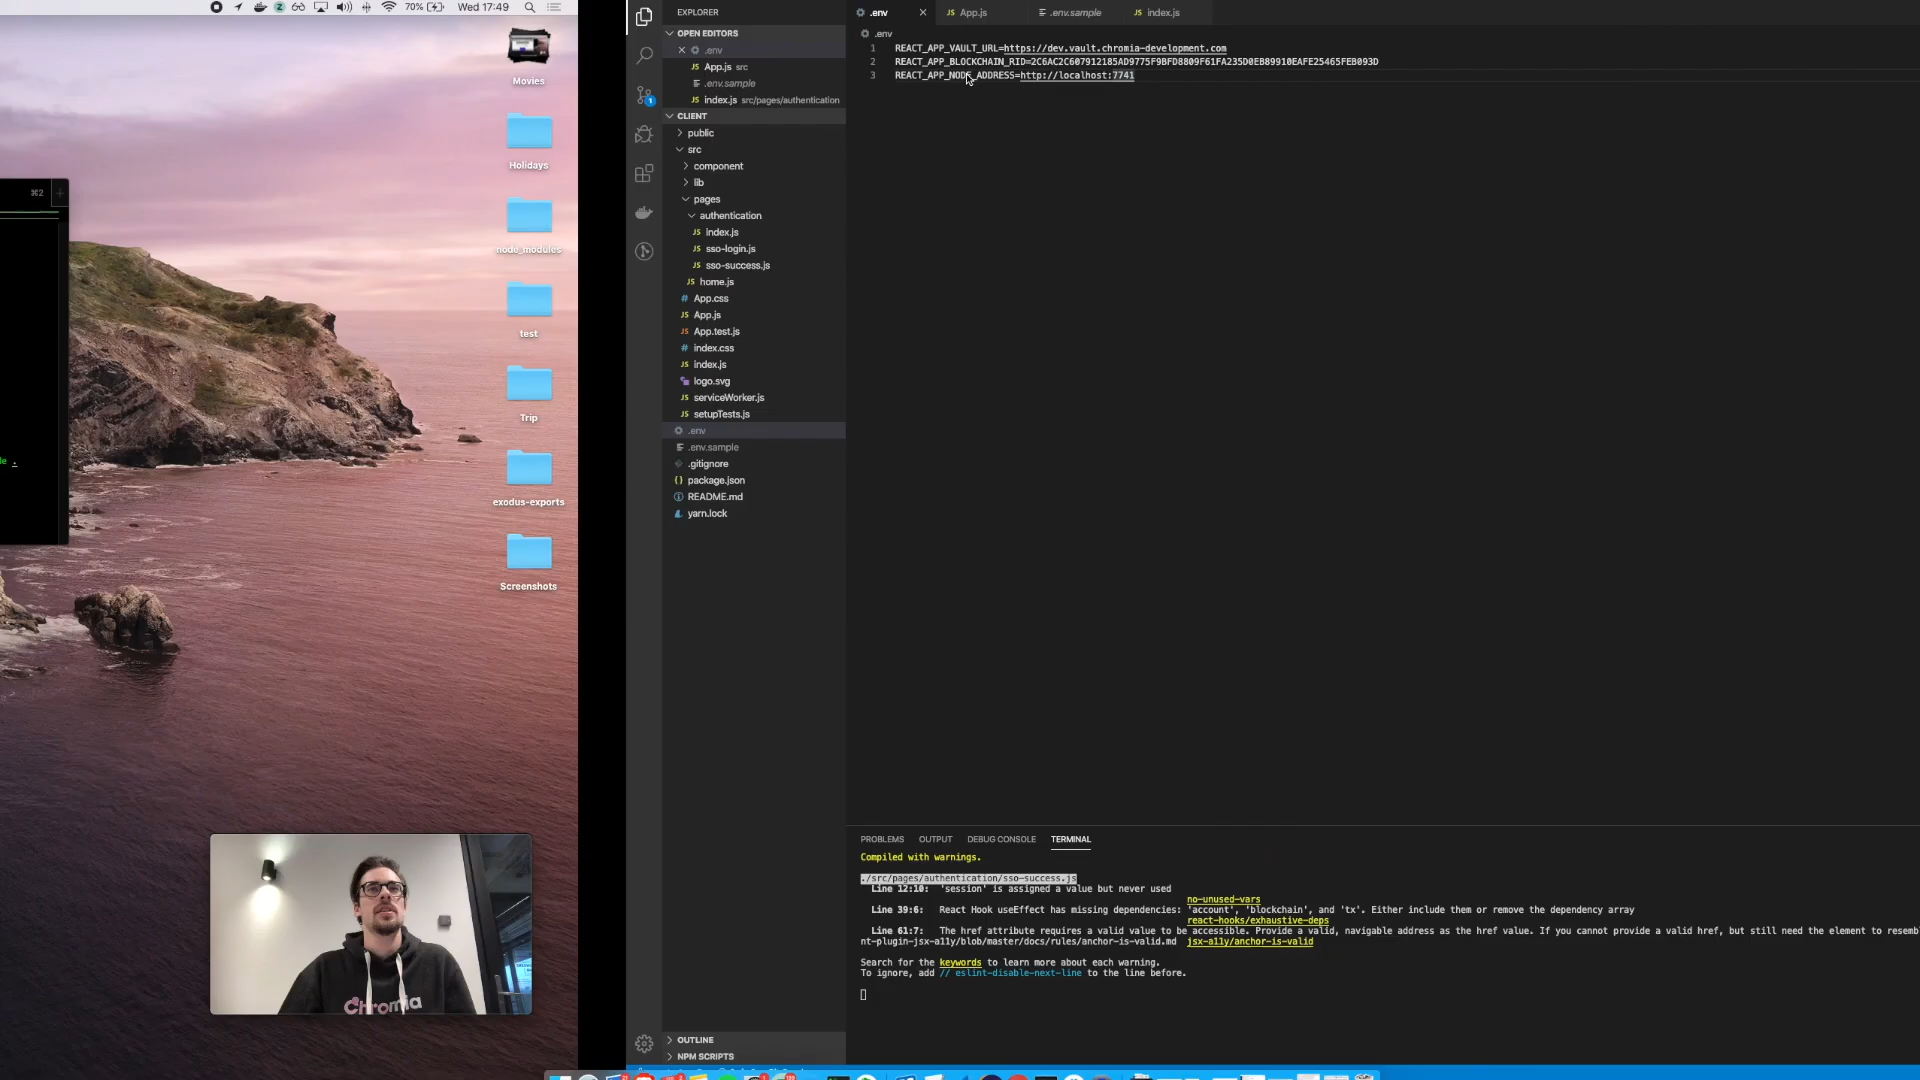 70%
Wed 17:49
Movies
Holidays
node_modules
test
Trip
exodus-exports
Screenshots
⌘2
Chromia
EXPLORER
OPEN EDITORS
.env
App.js src
.env.sample
index.js src/pages/authentication
CLIENT
public
src
component
lib
pages
authentication
index.js
sso-login.js
sso-success.js
home.js
App.css
App.js
App.test.js
index.css
index.js
logo.svg
serviceWorker.js
setupTests.js
.env
.env.sample
.gitignore
package.json
README.md
yarn.lock
OUTLINE
NPM SCRIPTS
.env App.js .env.sample index.js
.env
1 REACT_APP_VAULT_URL=https://dev.vault.chromia-development.com
2 REACT_APP_BLOCKCHAIN_RID=2C6AC2C607912185AD9775F9BFD8809F61FA235D0EB89910EAFE25465FEB093D
3 REACT_APP_NODE_ADDRESS=http://localhost:7741
PROBLEMS OUTPUT DEBUG CONSOLE TERMINAL
Compiled with warnings.
./src/pages/authentication/sso-success.js
Line 12:10: 'session' is assigned a value but never used
no-unused-vars
Line 39:6: React Hook useEffect has missing dependencies: 'account', 'blockchain', and 'tx'. Either include them or remove the dependency array
react-hooks/exhaustive-deps
Line 61:7: The href attribute requires a valid value to be accessible. Provide a valid, navigable address as the href value. If you cannot provide a valid href, but still need the element to resemb
nt-plugin-jsx-a11y/blob/master/docs/rules/anchor-is-valid.md jsx-a11y/anchor-is-valid
Search for the keywords to learn more about each warning.
To ignore, add // eslint-disable-next-line to the line before.